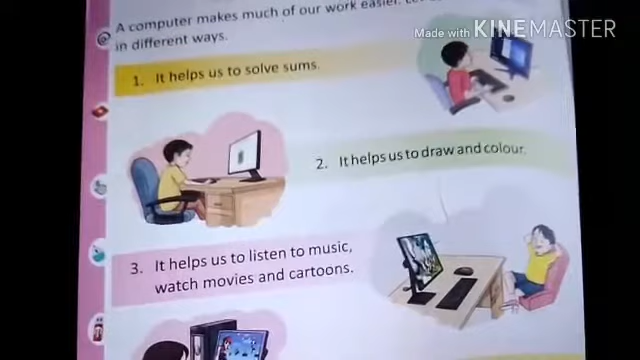 Made with KINEMASTER
A computer makes much of our work easier.
in different ways.
1. It helps us to solve sums.
2. It helps us to draw and colour.
3. It helps us to listen to music,
watch movies and cartoons.